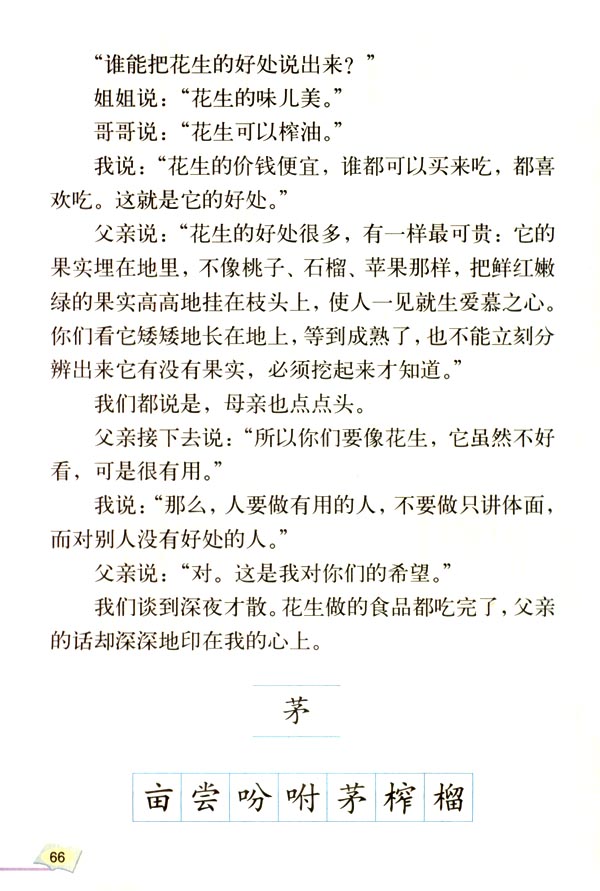 “谁能把花生的好处说出来？”
姐姐说：“花生的味儿美。”
哥哥说：“花生可以榨油。”
我说：“花生的价钱便宜，谁都可以买来吃，都喜
欢吃。这就是它的好处。”
父亲说：“花生的好处很多，有一样最可贵：它的
果实埋在地里，不像桃子、石榴、苹果那样，把鲜红嫩
绿的果实高高地挂在枝头上，使人一见就生爱慕之心。
你们看它矮矮地长在地上，等到成熟了，也不能立刻分
辨出来它有没有果实，必须挖起来才知道。”
我们都说是，母亲也点点头。
父亲接下去说：“所以你们要像花生，它虽然不好
看，可是很有用。”
我说：“那么，人要做有用的人，不要做只讲体面，
而对别人没有好处的人。”
父亲说：“对。这是我对你们的希望。”
我们谈到深夜才散。花生做的食品都吃完了，父亲
的话却深深地印在我的心上。
茅
亩尝吩咐茅榨榴
66